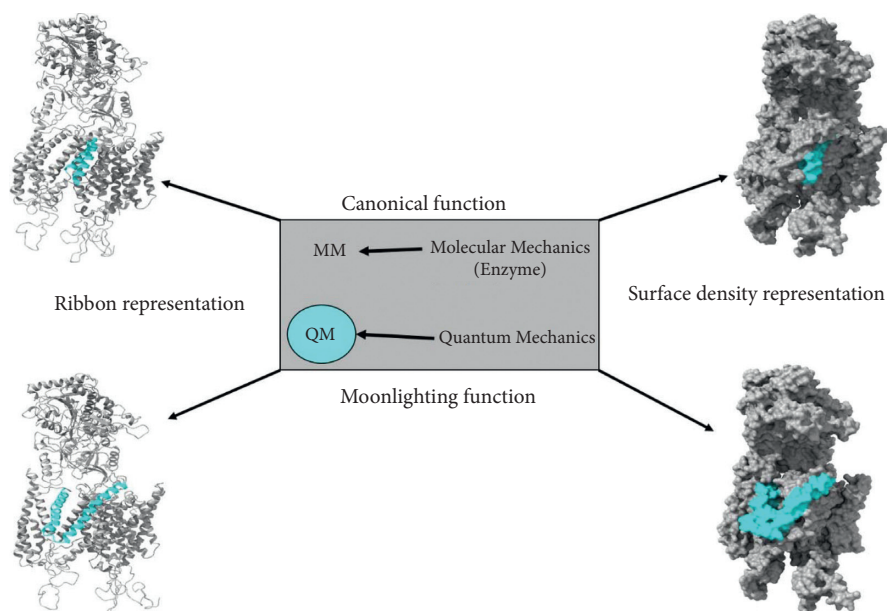 Canonical function
MM
Molecular Mechanics
(Enzyme)
Ribbon representation
Surface density representation
QM
Quantum Mechanics
Moonlighting function